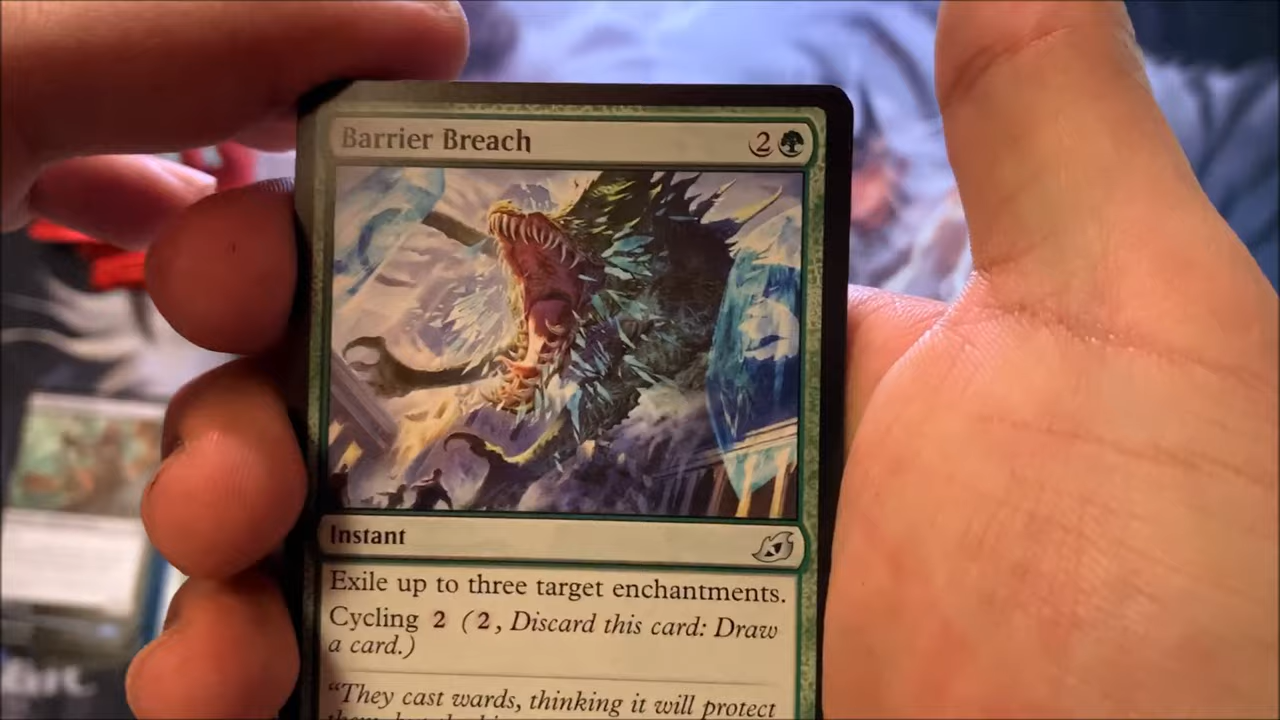 Barrier Breach 2
Instant
Exile up to three target enchantments.
Cycling 2 (2, Discard this card: Draw
a card.)
"They cast wards, thinking it will protect